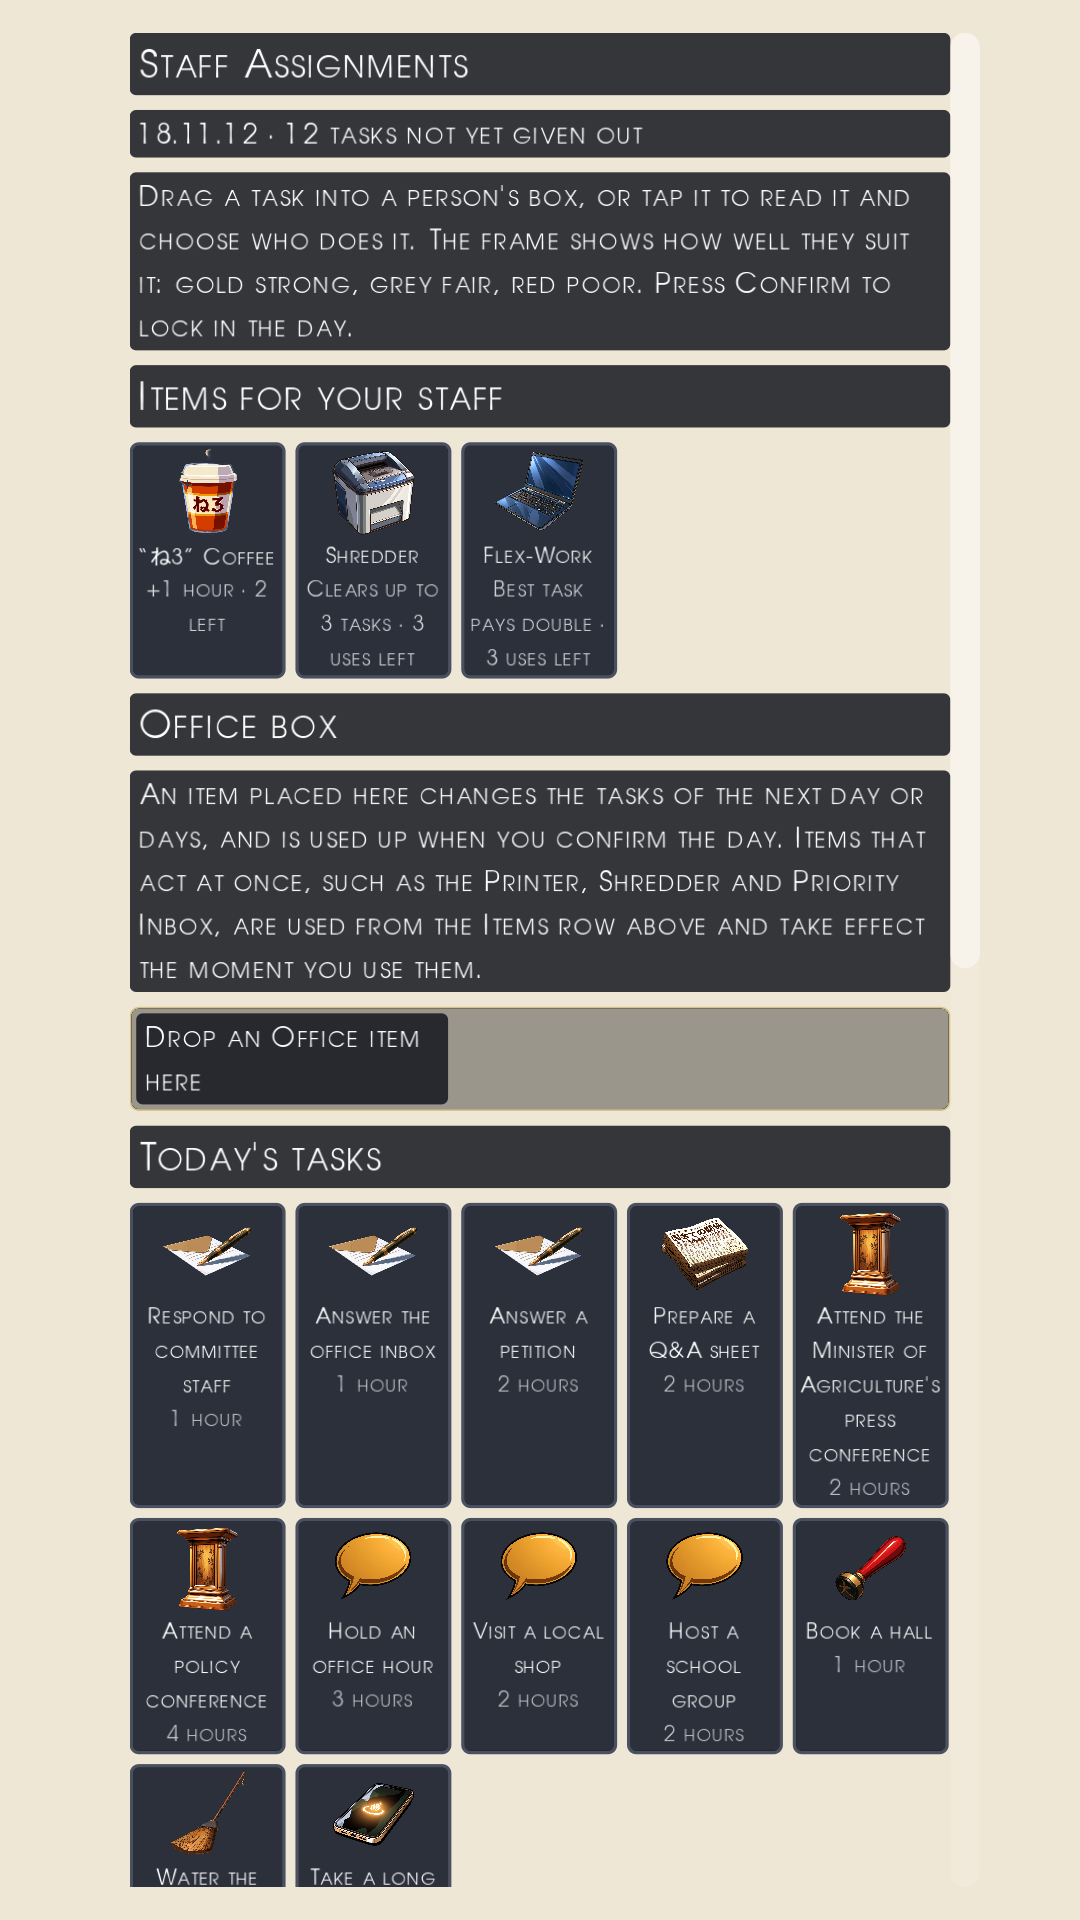 Staff Assignments
18.11.12 · 12 tasks not yet given out
Drag a task into a person's box, or tap it to read it and
choose who does it. The frame shows how well they suit
it: gold strong, grey fair, red poor. Press Confirm to
lock in the day.
Items for your staff
ねろ
“ねろ” Coffee
+1 hour · 2
left
Shredder
Clears up to
3 tasks · 3
uses left
Flex-Work
Best task
pays double ·
3 uses left
Office box
An item placed here changes the tasks of the next day or
days, and is used up when you confirm the day. Items that
act at once, such as the Printer, Shredder and Priority
Inbox, are used from the Items row above and take effect
the moment you use them.
Drop an Office item
here
Today's tasks
Respond to
committee
staff
1 hour
Answer the
office inbox
1 hour
Answer a
petition
2 hours
Prepare a
Q&A sheet
2 hours
Attend the
Minister of
Agriculture's
press
conference
2 hours
Attend a
policy
conference
4 hours
Hold an
office hour
3 hours
Visit a local
shop
2 hours
Host a
school
group
2 hours
Book a hall
1 hour
Water the
Take a long